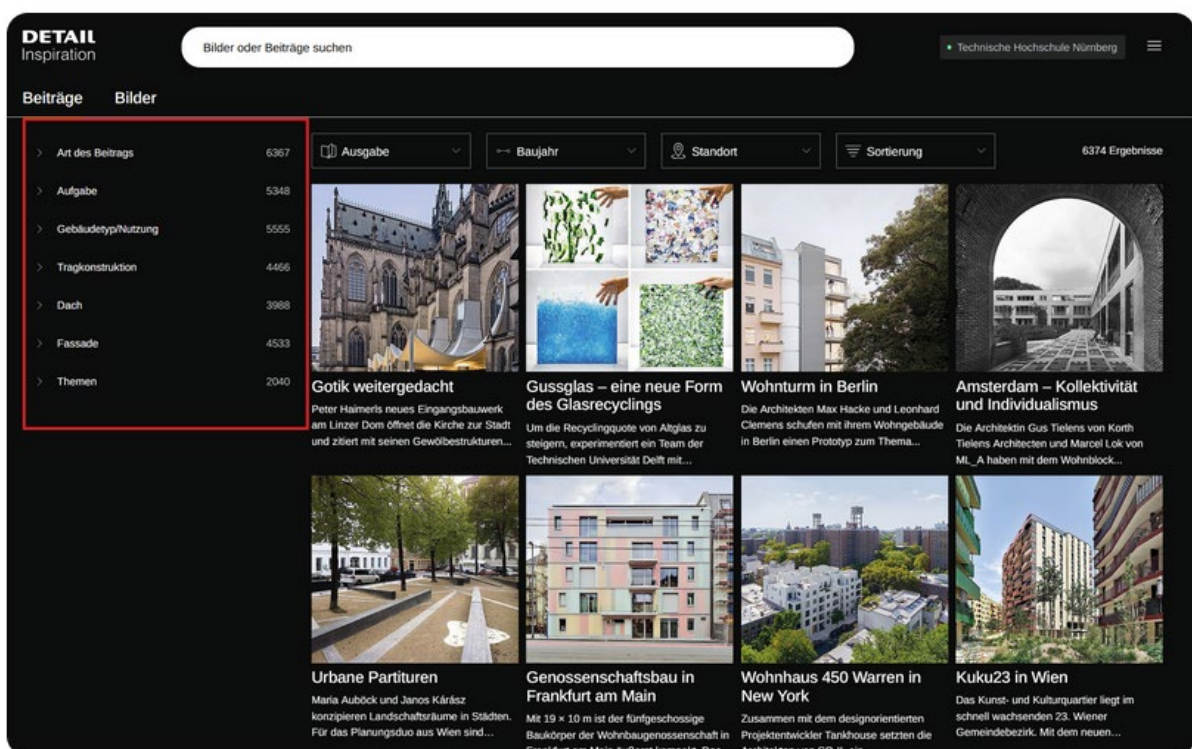 DETAIL
Inspiration
Bilder oder Beiträge suchen
Technische Hochschule Nürnberg
Beiträge Bilder
Art des Beitrags 6367
Aufgabe 5348
Gebäudetyp/Nutzung 5555
Tragkonstruktion 4466
Dach 3988
Fassade 4533
Themen 2040
Ausgabe Baujahr Standort Sortierung 6374 Ergebnisse
Gotik weitergedacht
Peter Haimerls neues Eingangsbauwerk
am Linzer Dom öffnet die Kirche zur Stadt
und zitiert mit seinen Gewölbestrukturen...
Gussglas – eine neue Form
des Glasrecyclings
Um die Recyclingquote von Altglas zu
steigern, experimentiert ein Team der
Technischen Universität Delft mit...
Wohnturm in Berlin
Die Architekten Max Hacke und Leonhard
Clemens schufen mit ihrem Wohngebäude
in Berlin einen Prototyp zum Thema...
Amsterdam – Kollektivität
und Individualismus
Die Architektin Gus Tielens von Korth
Tielens Architecten und Marcel Lok von
ML_A haben mit dem Wohnblock...
Urbane Partituren
Maria Auböck und Janos Kárász
konzipieren Landschaftsräume in Städten.
Für das Planungsduo aus Wien sind...
Genossenschaftsbau in
Frankfurt am Main
Mit 19 × 10 m ist der fünfgeschossige
Baukörper der Wohnbaugenossenschaft in
Wohnhaus 450 Warren in
New York
Zusammen mit dem designorientierten
Projektentwickler Tankhouse setzten die
Kuku23 in Wien
Das Kunst- und Kulturquartier liegt im
schnell wachsenden 23. Wiener
Gemeindebezirk. Mit dem neuen...